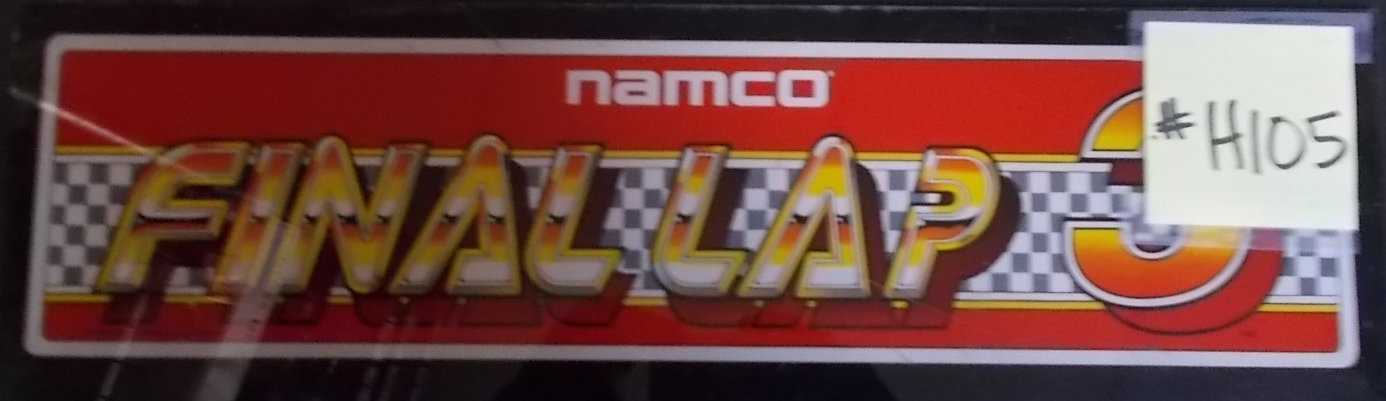 namco
FINAL LAP 3
# H105